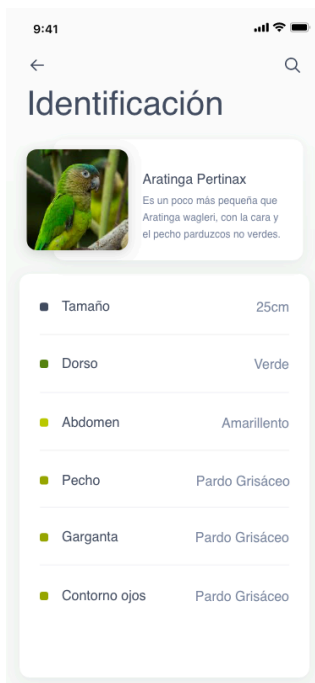 9:41
Identificación
Aratinga Pertinax
Es un poco más pequeña que
Aratinga wagleri, con la cara y
el pecho parduzcos no verdes.
Tamaño 25cm
Dorso Verde
Abdomen Amarillento
Pecho Pardo Grisáceo
Garganta Pardo Grisáceo
Contorno ojos Pardo Grisáceo